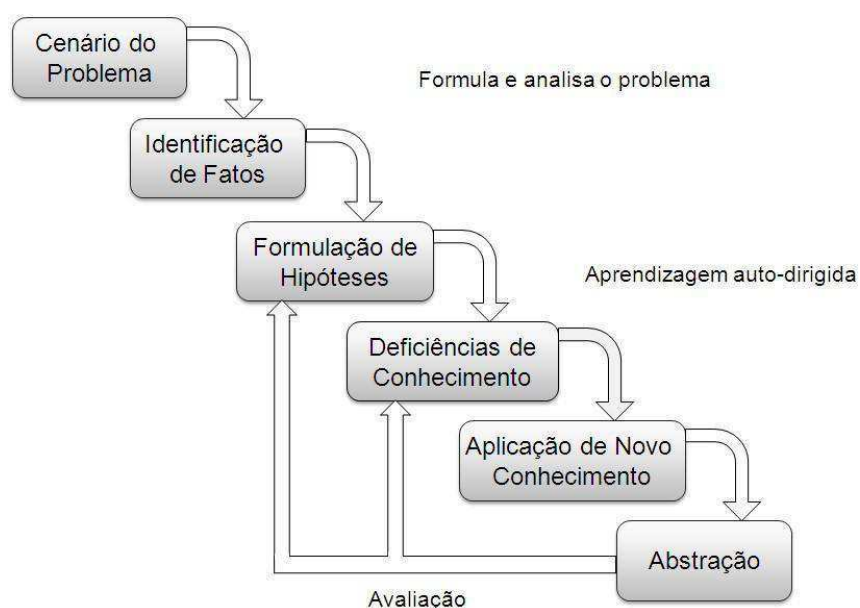 Cenário do
Problema
Formula e analisa o problema
Identificação
de Fatos
Formulação de
Hipóteses
Aprendizagem auto-dirigida
Deficiências de
Conhecimento
Aplicação de Novo
Conhecimento
Abstração
Avaliação